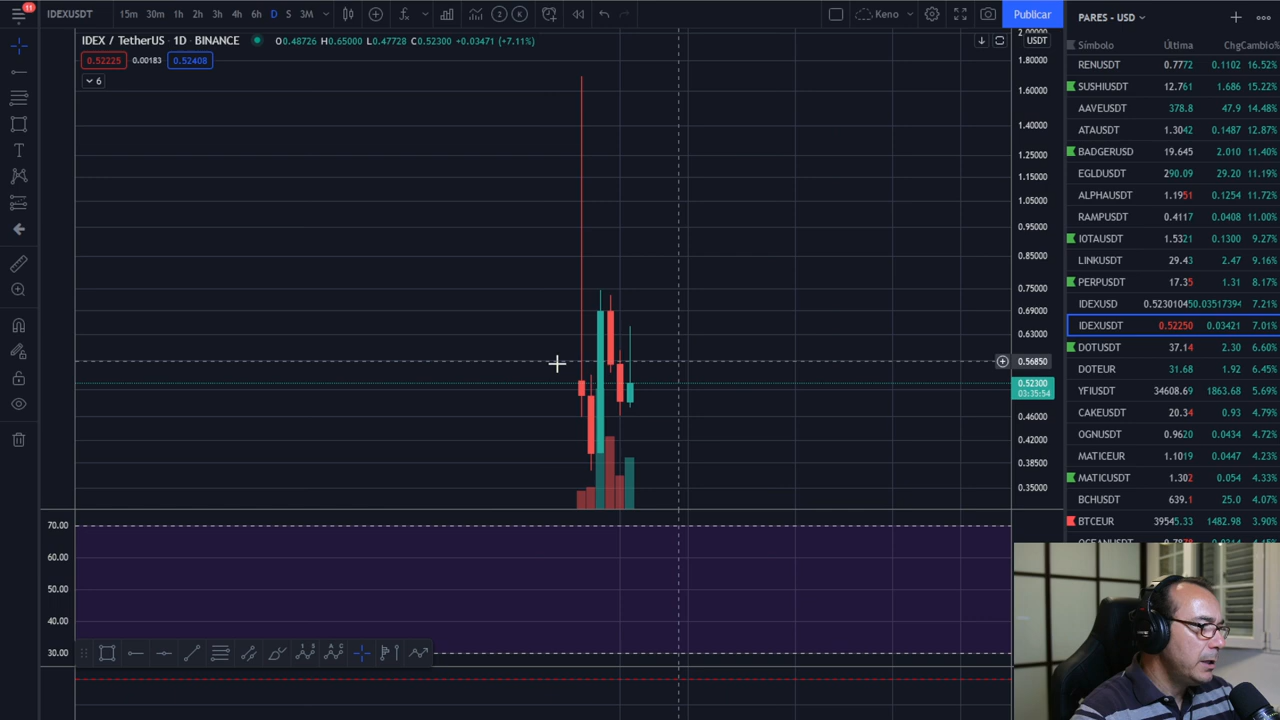 11
IDEXUSDT 15m 30m 1h 2h 3h 4h 6h D S 3M 2 K Keno Publicar
IDEX / TetherUS 1D BINANCE O0.48726 H0.65000 L0.47728 C0.52300 +0.03471 (+7.11%)
0.52225 0.00183 0.52408
6
USDT
2.00000
1.80000
1.60000
1.40000
1.25000
1.15000
1.05000
0.95000
0.85000
0.75000
0.69000
0.63000
0.56850
0.52300
03:35:54
0.46000
0.42000
0.38500
0.35000
70.00
60.00
50.00
40.00
30.00
PARES - USD
Símbolo Última Chg Cambio%
RENUSDT 0.7772 0.1102 16.52%
SUSHIUSDT 12.761 1.686 15.22%
AAVEUSDT 378.8 47.9 14.48%
ATAUSDT 1.3042 0.1487 12.87%
BADGERUSD 19.645 2.010 11.40%
EGLDUSDT 290.09 29.20 11.19%
ALPHAUSDT 1.1951 0.1254 11.72%
RAMPUSDT 0.4117 0.0408 11.00%
IOTAUSDT 1.5321 0.1300 9.27%
LINKUSDT 29.43 2.47 9.16%
PERPUSDT 17.35 1.31 8.17%
IDEXUSD 0.52301045 0.03517394 7.21%
IDEXUSDT 0.52250 0.03421 7.01%
DOTUSDT 37.14 2.30 6.60%
DOTEUR 31.68 1.92 6.44%
YFIUSDT 34608.69 1863.68 5.69%
CAKEUSDT 20.34 0.93 4.79%
OGNUSDT 0.9620 0.0434 4.72%
MATICEUR 1.1019 0.0447 4.23%
MATICUSDT 1.302 0.054 4.33%
BCHUSDT 639.1 25.0 4.07%
BTCEUR 39545.33 1482.98 3.90%